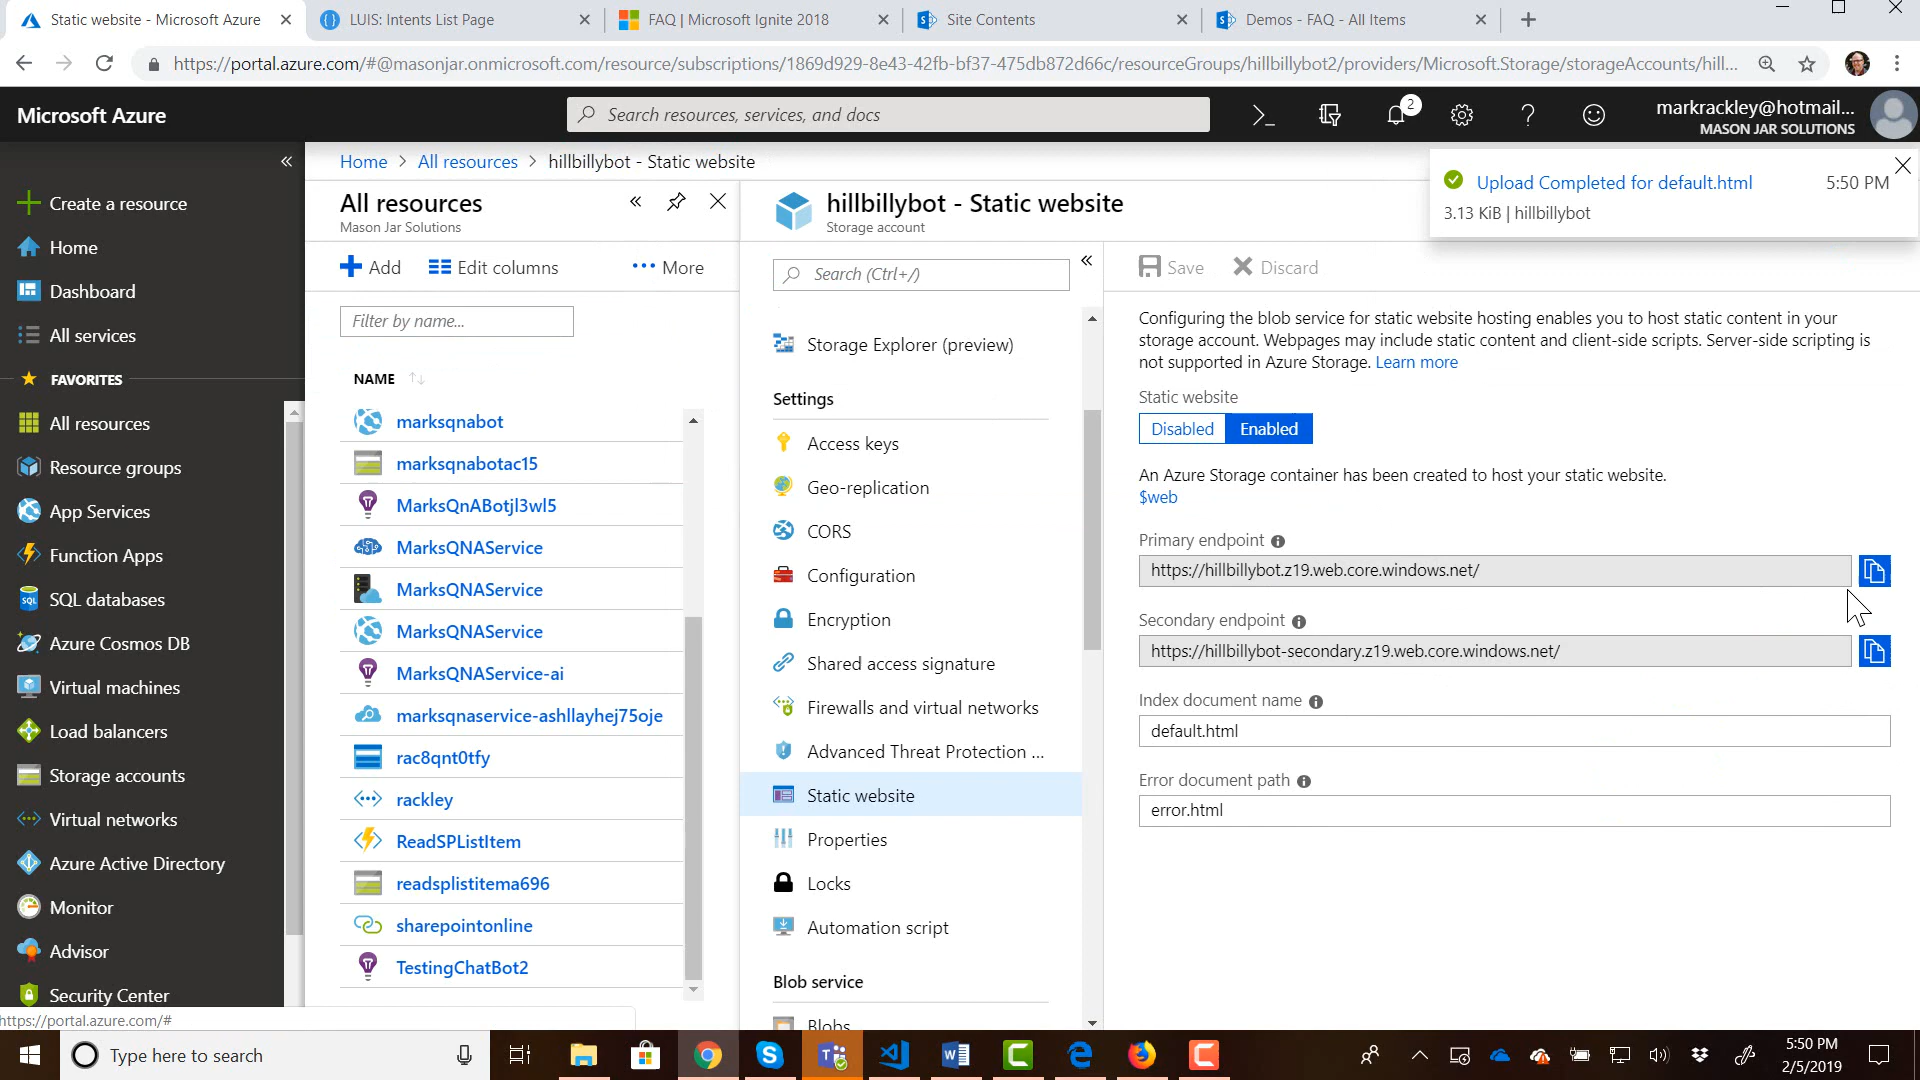 Static website - Microsoft Azure
LUIS: Intents List Page
FAQ | Microsoft Ignite 2018
Site Contents
Demos - FAQ - All Items
https://portal.azure.com/#@masonjar.onmicrosoft.com/resource/subscriptions/1869d929-8e43-42fb-bf37-475db872d66c/resourceGroups/hillbillybot2/providers/Microsoft.Storage/storageAccounts/hill...
Microsoft Azure
Search resources, services, and docs
2
markrackley@hotmail...
MASON JAR SOLUTIONS
Home > All resources > hillbillybot - Static website
Upload Completed for default.html
5:50 PM
3.13 KiB | hillbillybot
Create a resource
Home
Dashboard
All services
FAVORITES
All resources
Resource groups
App Services
Function Apps
SQL databases
Azure Cosmos DB
Virtual machines
Load balancers
Storage accounts
Virtual networks
Azure Active Directory
Monitor
Advisor
Security Center
https://portal.azure.com/#
All resources
Mason Jar Solutions
Add
Edit columns
More
Filter by name...
NAME
marksqnabot
marksqnabotac15
MarksQnABotjl3wl5
MarksQNAService
MarksQNAService
MarksQNAService
MarksQNAService-ai
marksqnaservice-ashllayhej75oje
rac8qnt0tfy
rackley
ReadSPListItem
readsplistitema696
sharepointonline
TestingChatBot2
hillbillybot - Static website
Storage account
Search (Ctrl+/)
Storage Explorer (preview)
Settings
Access keys
Geo-replication
CORS
Configuration
Encryption
Shared access signature
Firewalls and virtual networks
Advanced Threat Protection ...
Static website
Properties
Locks
Automation script
Blob service
Blobs
Save
Discard
Configuring the blob service for static website hosting enables you to host static content in your
storage account. Webpages may include static content and client-side scripts. Server-side scripting is
not supported in Azure Storage. Learn more
Static website
Disabled
Enabled
An Azure Storage container has been created to host your static website.
$web
Primary endpoint
https://hillbillybot.z19.web.core.windows.net/
Secondary endpoint
https://hillbillybot-secondary.z19.web.core.windows.net/
Index document name
default.html
Error document path
error.html
Type here to search
5:50 PM
2/5/2019